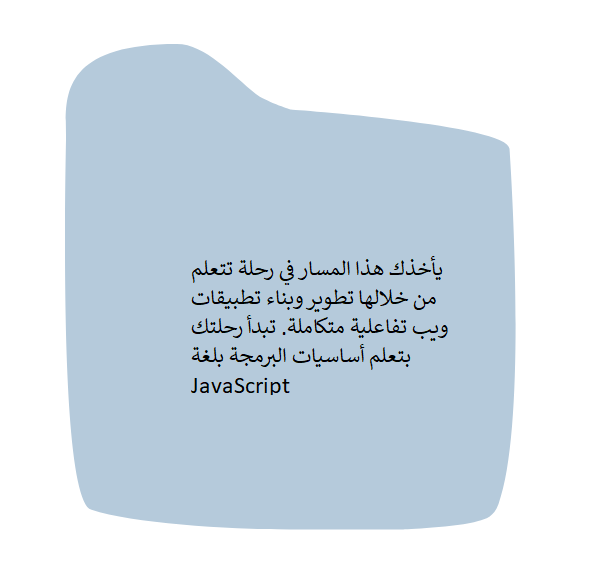 يأخذك هذا المسار في رحلة تتعلم
من خلالها تطوير وبناء تطبيقات
ويب تفاعلية متكاملة. تبدأ رحلتك
بتعلم أساسيات البرمجة بلغة
JavaScript